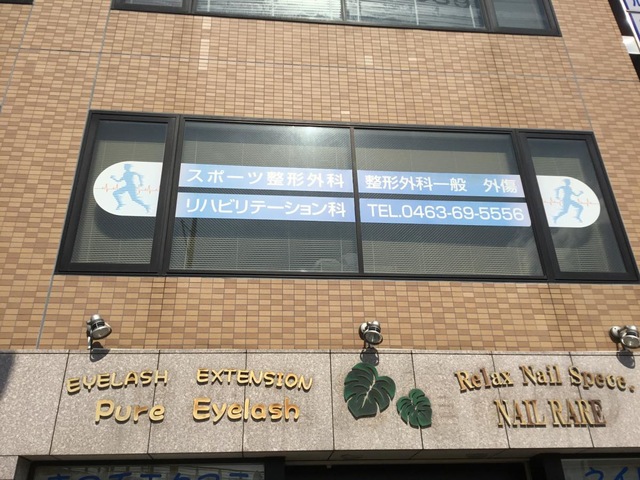 スポーツ整形外科
整形外科一般 外傷
リハビリテーション科
TEL.0463-69-5556
EYELASH EXTENSION
Pure Eyelash
Relax Nail Spece.
NAIL RARE